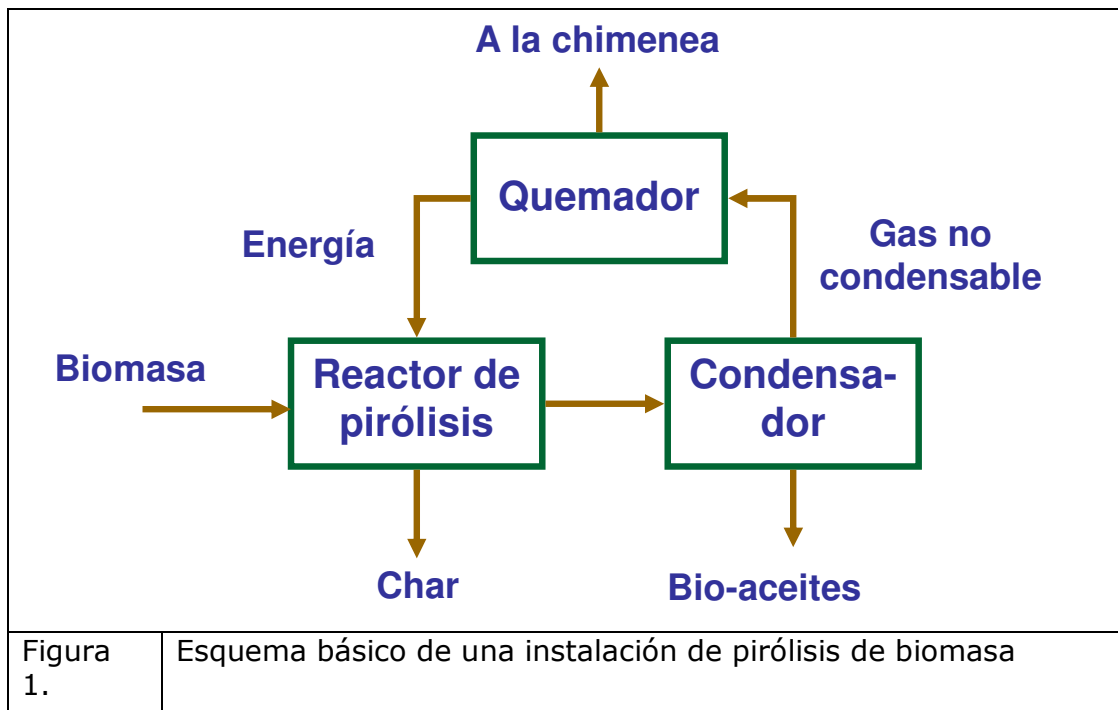 A la chimenea
Quemador
Energía
Gas no
condensable
Biomasa
Reactor de
pirólisis
Condensa-
dor
Char
Bio-aceites
Figura
1.
Esquema básico de una instalación de pirólisis de biomasa